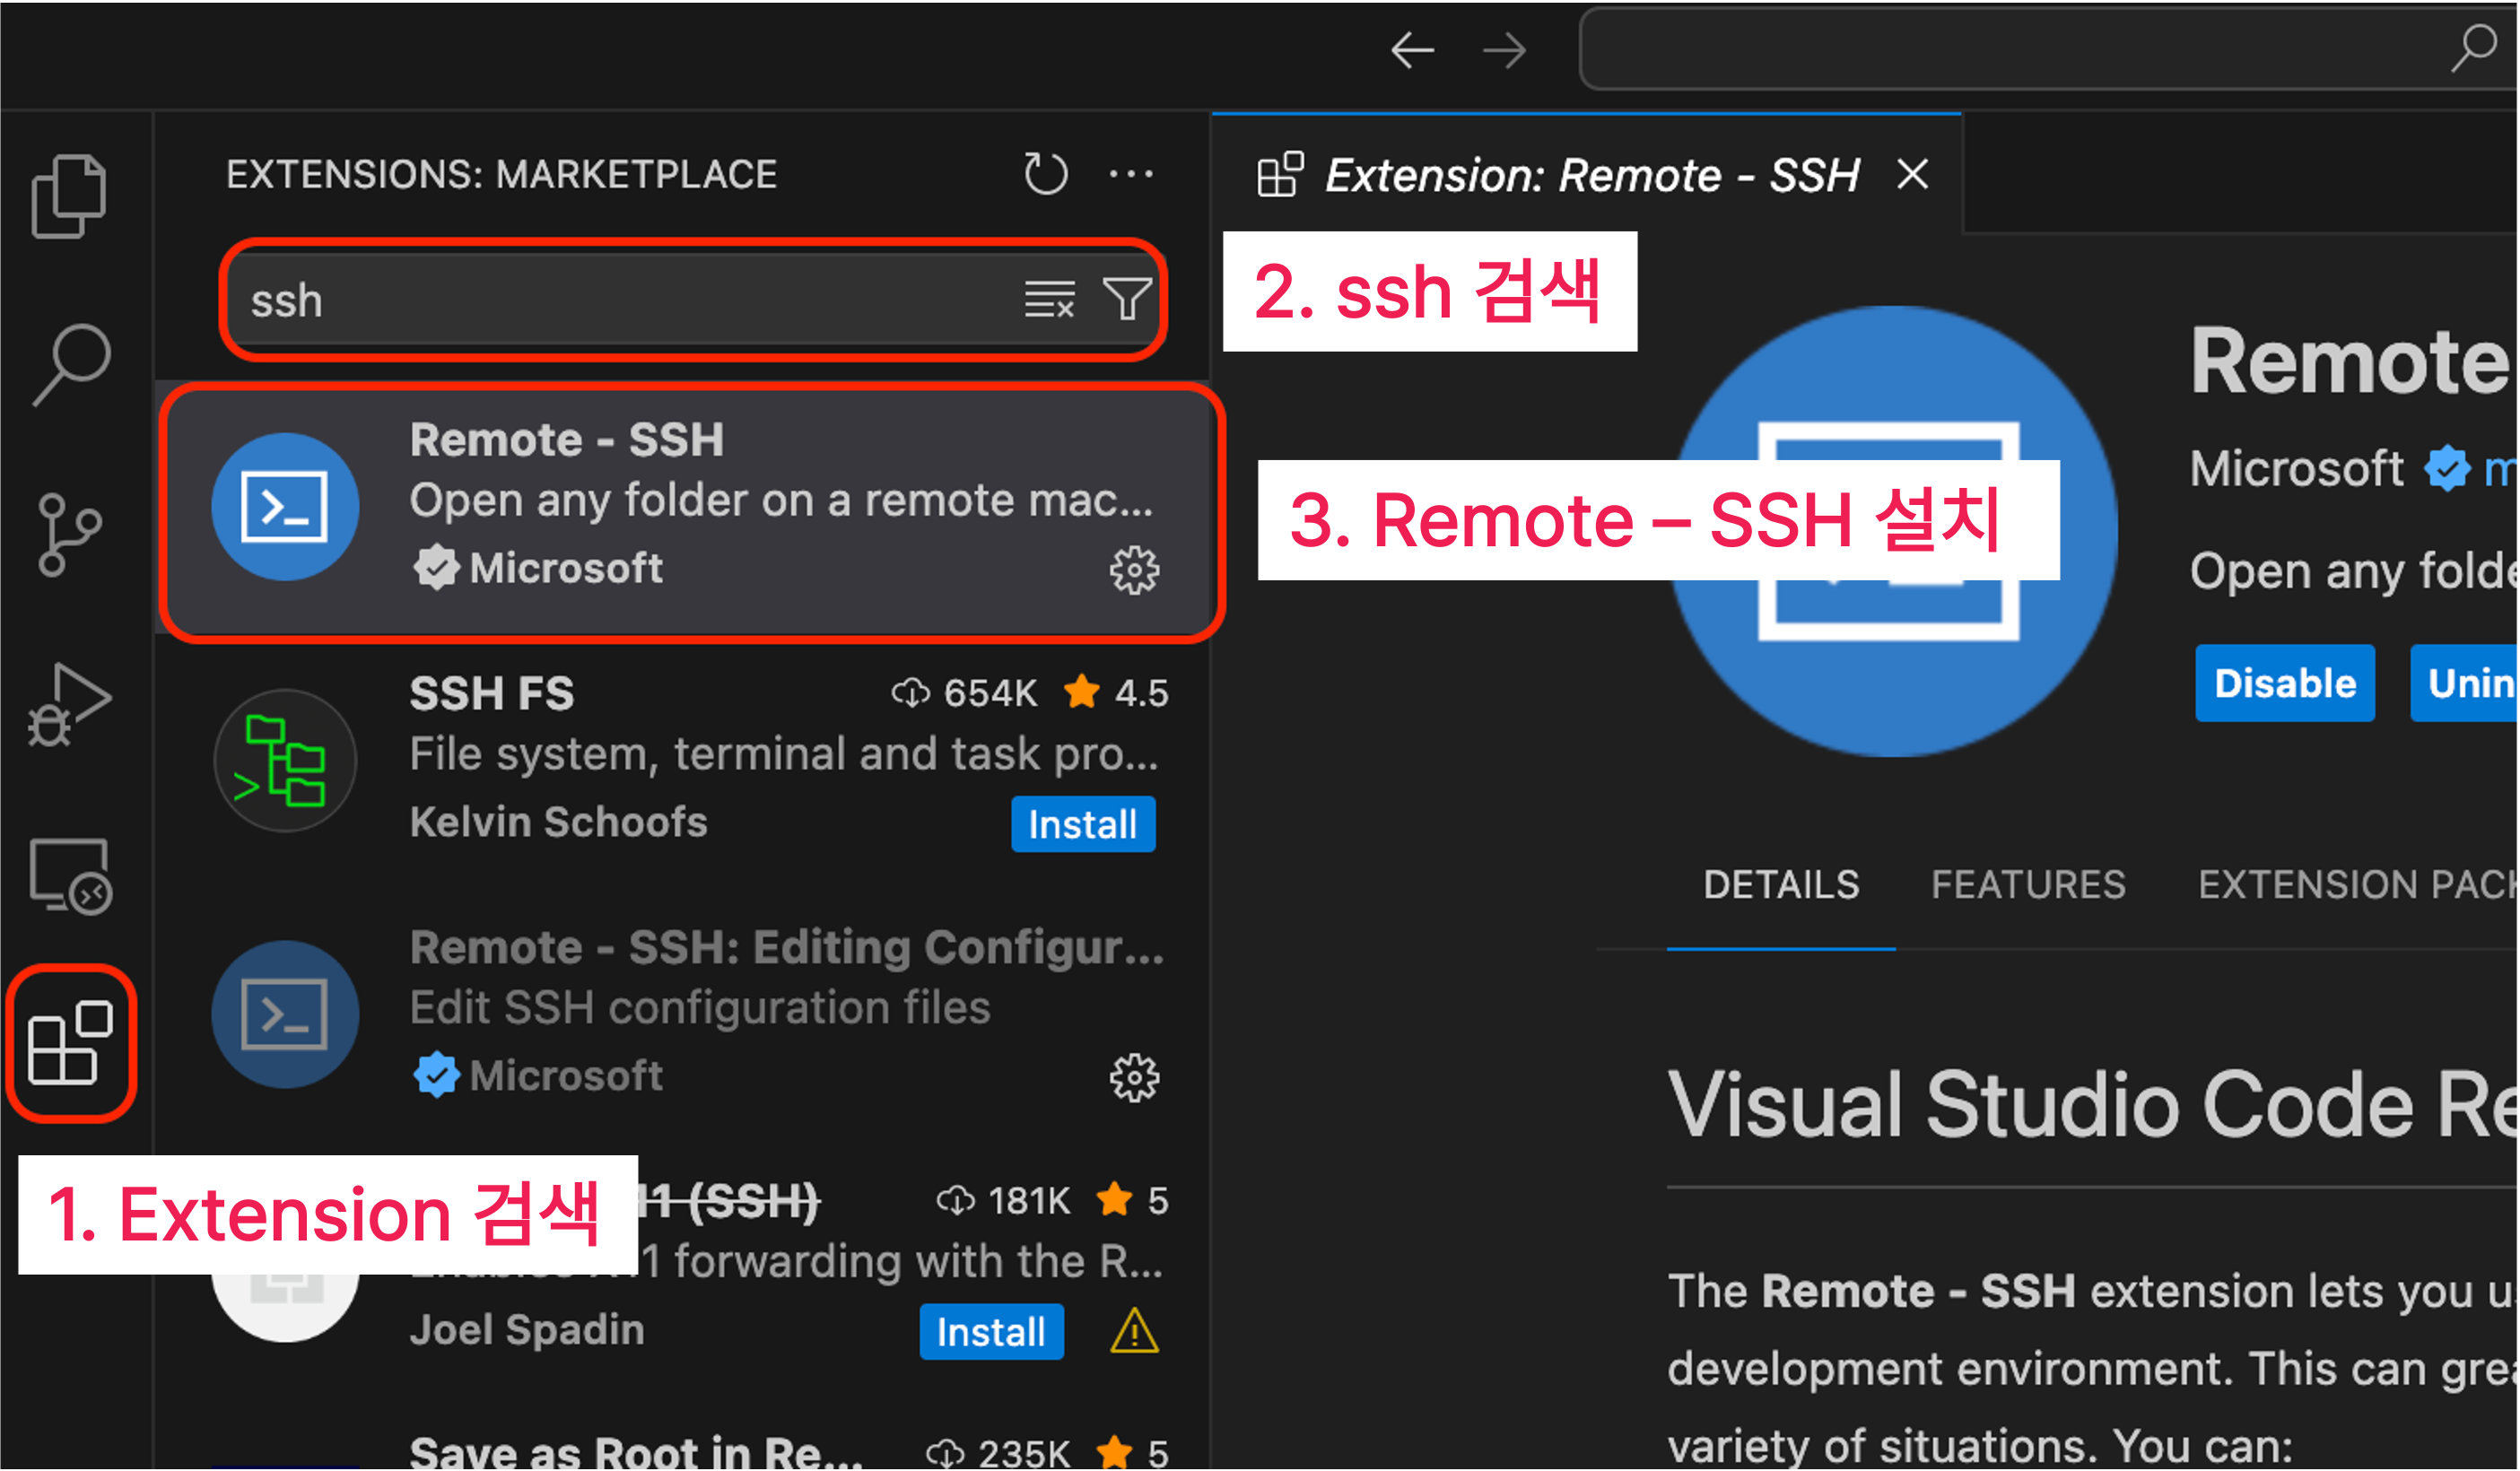 EXTENSIONS: MARKETPLACE
ssh
Remote - SSH
Open any folder on a remote mac...
Microsoft
SSH FS 654K 4.5
File system, terminal and task pro...
Kelvin Schoofs
Install
Remote - SSH: Editing Configur...
Edit SSH configuration files
Microsoft
1. Extension 검색
(SSH) 181K 5
forwarding with the R...
Joel Spadin
Install
Save as Root in Re... 235K 5
Extension: Remote - SSH
2. ssh 검색
3. Remote – SSH 설치
Remote
Microsoft
Open any folde
Disable
Unin
DETAILS FEATURES EXTENSION PACK
Visual Studio Code Re
The Remote - SSH extension lets you u
development environment. This can grea
variety of situations. You can: